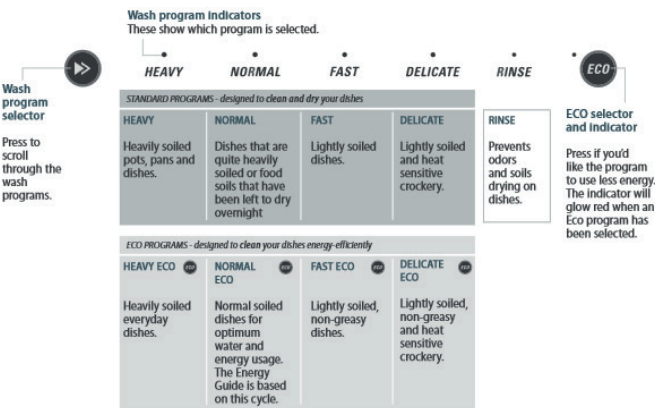 Wash program indicators
These show which program is selected.
HEAVY NORMAL FAST DELICATE RINSE ECO
Wash
program
selector
Press to
scroll
through the
wash
programs.
STANDARD PROGRAMS - designed to clean and dry your dishes
HEAVY
Heavily soiled
pots, pans and
dishes.
NORMAL
Dishes that are
quite heavily
soiled or food
soils that have
been left to dry
overnight
FAST
Lightly soiled
dishes.
DELICATE
Lightly soiled
and heat
sensitive
crockery.
RINSE
Prevents
odors
and soils
drying on
dishes.
ECO selector
and indicator
Press if you'd
like the program
to use less energy.
The indicator will
glow red when an
Eco program has
been selected.
ECO PROGRAMS - designed to clean your dishes energy-efficiently
HEAVY ECO ECO
Heavily soiled
everyday
dishes.
NORMAL ECO
ECO
Normal soiled
dishes for
optimum
water and
energy usage.
The Energy
Guide is based
on this cycle.
FAST ECO ECO
Lightly soiled,
non-greasy
dishes.
DELICATE ECO
ECO
Lightly soiled,
non-greasy
and heat
sensitive
crockery.